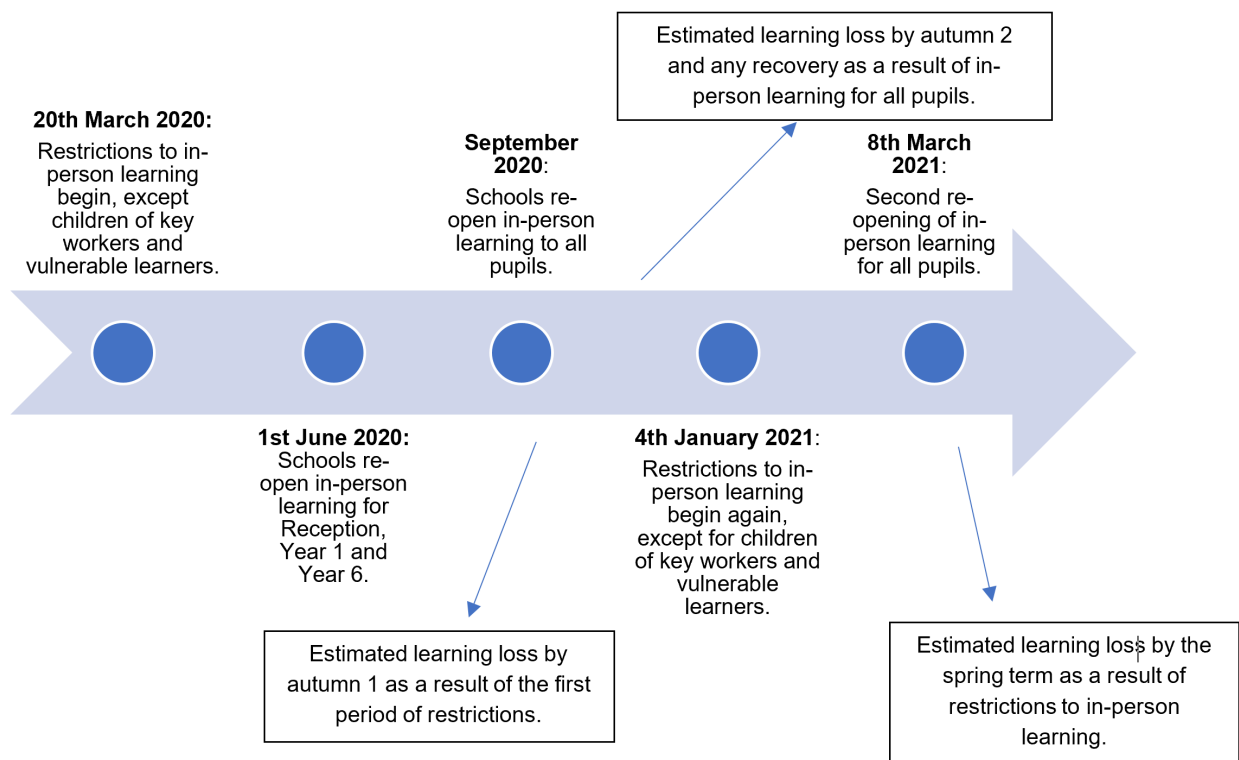 Estimated learning loss by autumn 2
and any recovery as a result of in-
person learning for all pupils.
20th March 2020:
Restrictions to in-
person learning
begin, except
children of key
workers and
vulnerable learners.
September
2020:
Schools re-
open in-person
learning to all
pupils.
8th March
2021:
Second re-
opening of in-
person learning
for all pupils.
1st June 2020:
Schools re-
open in-person
learning for
Reception,
Year 1 and
Year 6.
4th January 2021:
Restrictions to in-
person learning
begin again,
except for children
of key workers and
vulnerable
learners.
Estimated learning loss by
autumn 1 as a result of the first
period of restrictions.
Estimated learning loss by the
spring term as a result of
restrictions to in-person
learning.